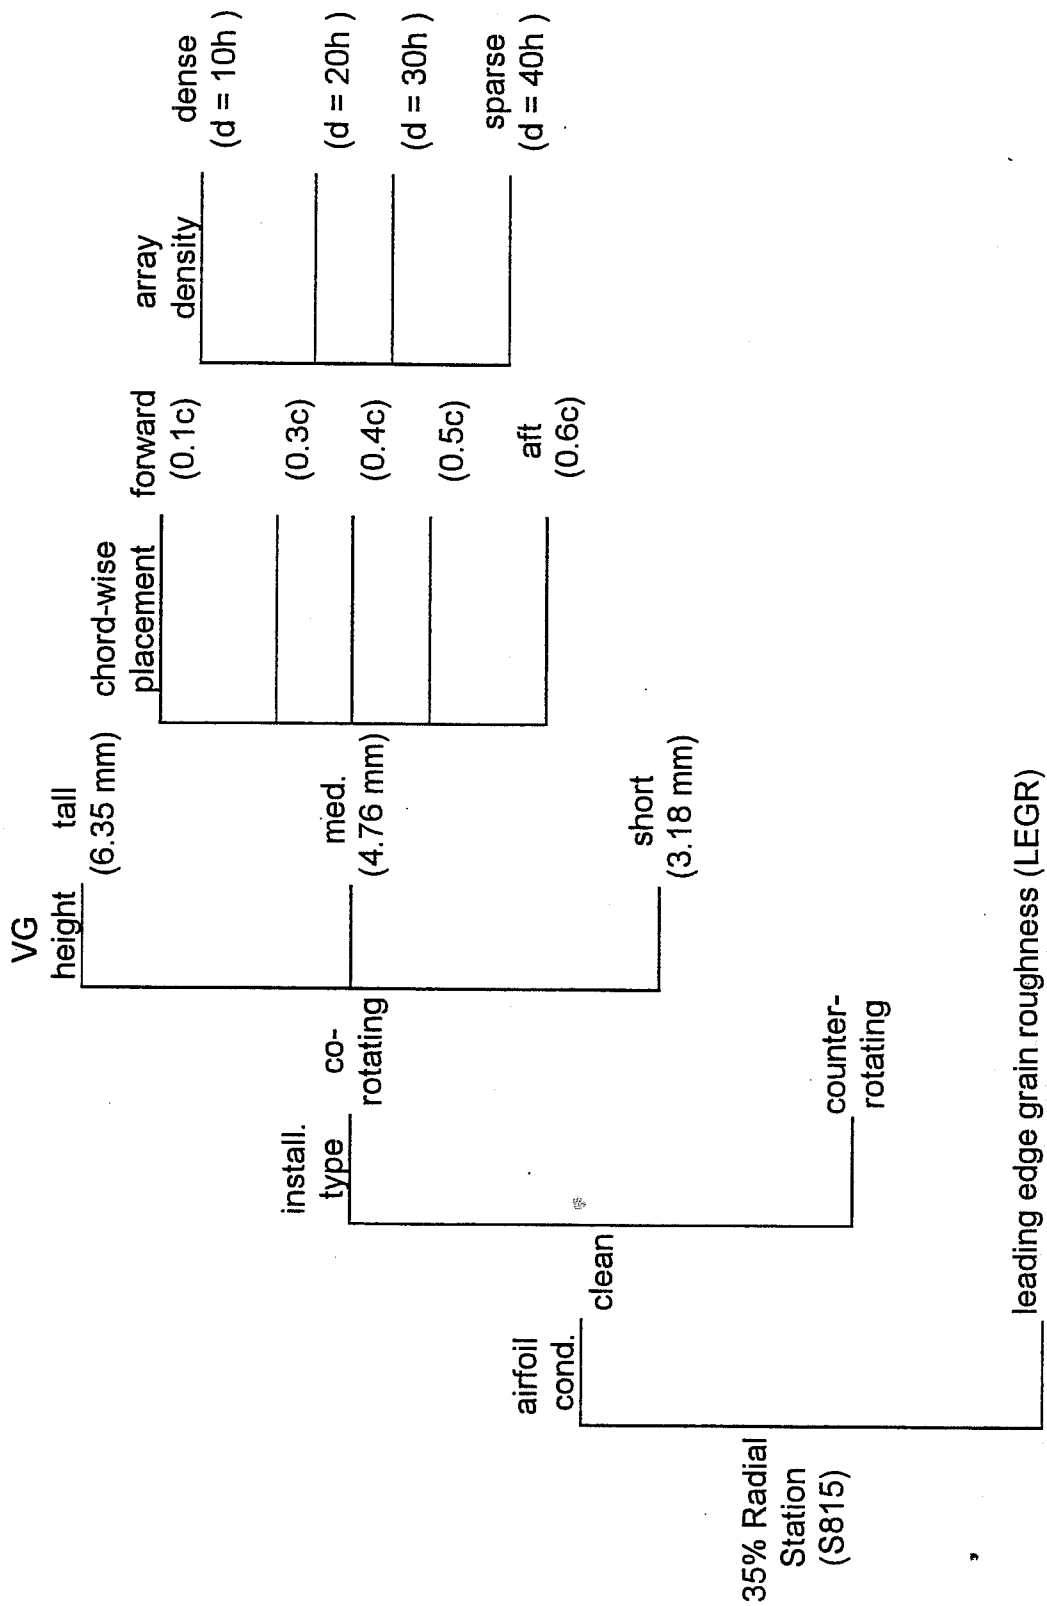 35% Radial
Station
(S815)
airfoil
cond.
clean
leading edge grain roughness (LEGR)
install.
type
co-
rotating
counter-
rotating
VG
height
tall
(6.35 mm)
med.
(4.76 mm)
short
(3.18 mm)
chord-wise
placement
forward
(0.1c)
(0.3c)
(0.4c)
(0.5c)
aft
(0.6c)
array
density
dense
(d = 10h )
(d = 20h )
(d = 30h )
sparse
(d = 40h )